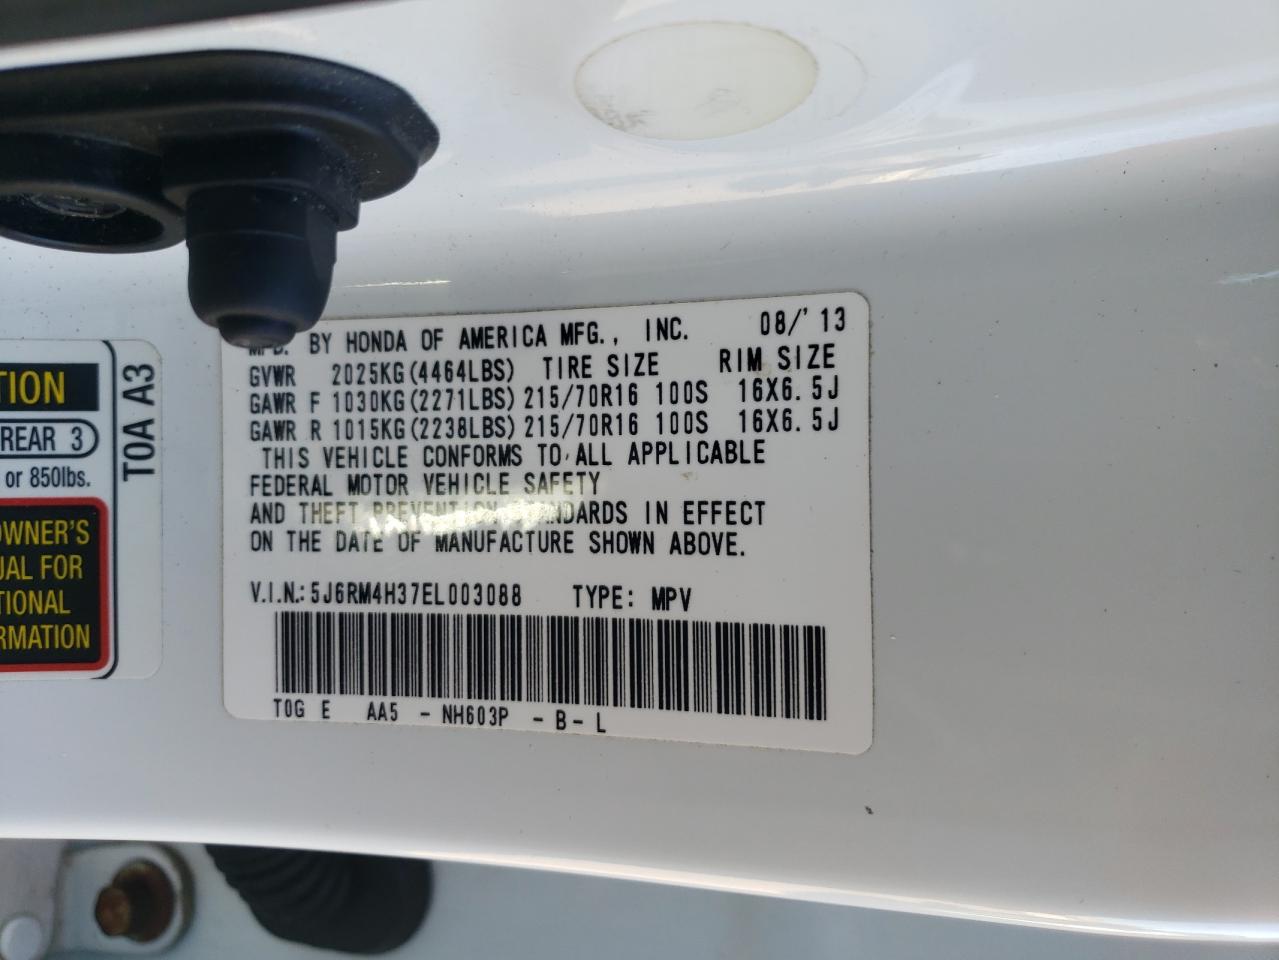 MFD. BY HONDA OF AMERICA MFG., INC. 08/'13
GVWR 2025KG(4464LBS) TIRE SIZE RIM SIZE
GAWR F 1030KG(2271LBS) 215/70R16 100S 16X6.5J
GAWR R 1015KG(2238LBS) 215/70R16 100S 16X6.5J
THIS VEHICLE CONFORMS TO ALL APPLICABLE
FEDERAL MOTOR VEHICLE SAFETY
AND THEFT PREVENTION STANDARDS IN EFFECT
ON THE DATE OF MANUFACTURE SHOWN ABOVE.
V.I.N.: 5J6RM4H37EL003088 TYPE: MPV
T0G E AA5 - NH603P - B - L
TION
REAR 3
or 850lbs.
OWNER'S
UAL FOR
TIONAL
RMATION
T0A A3